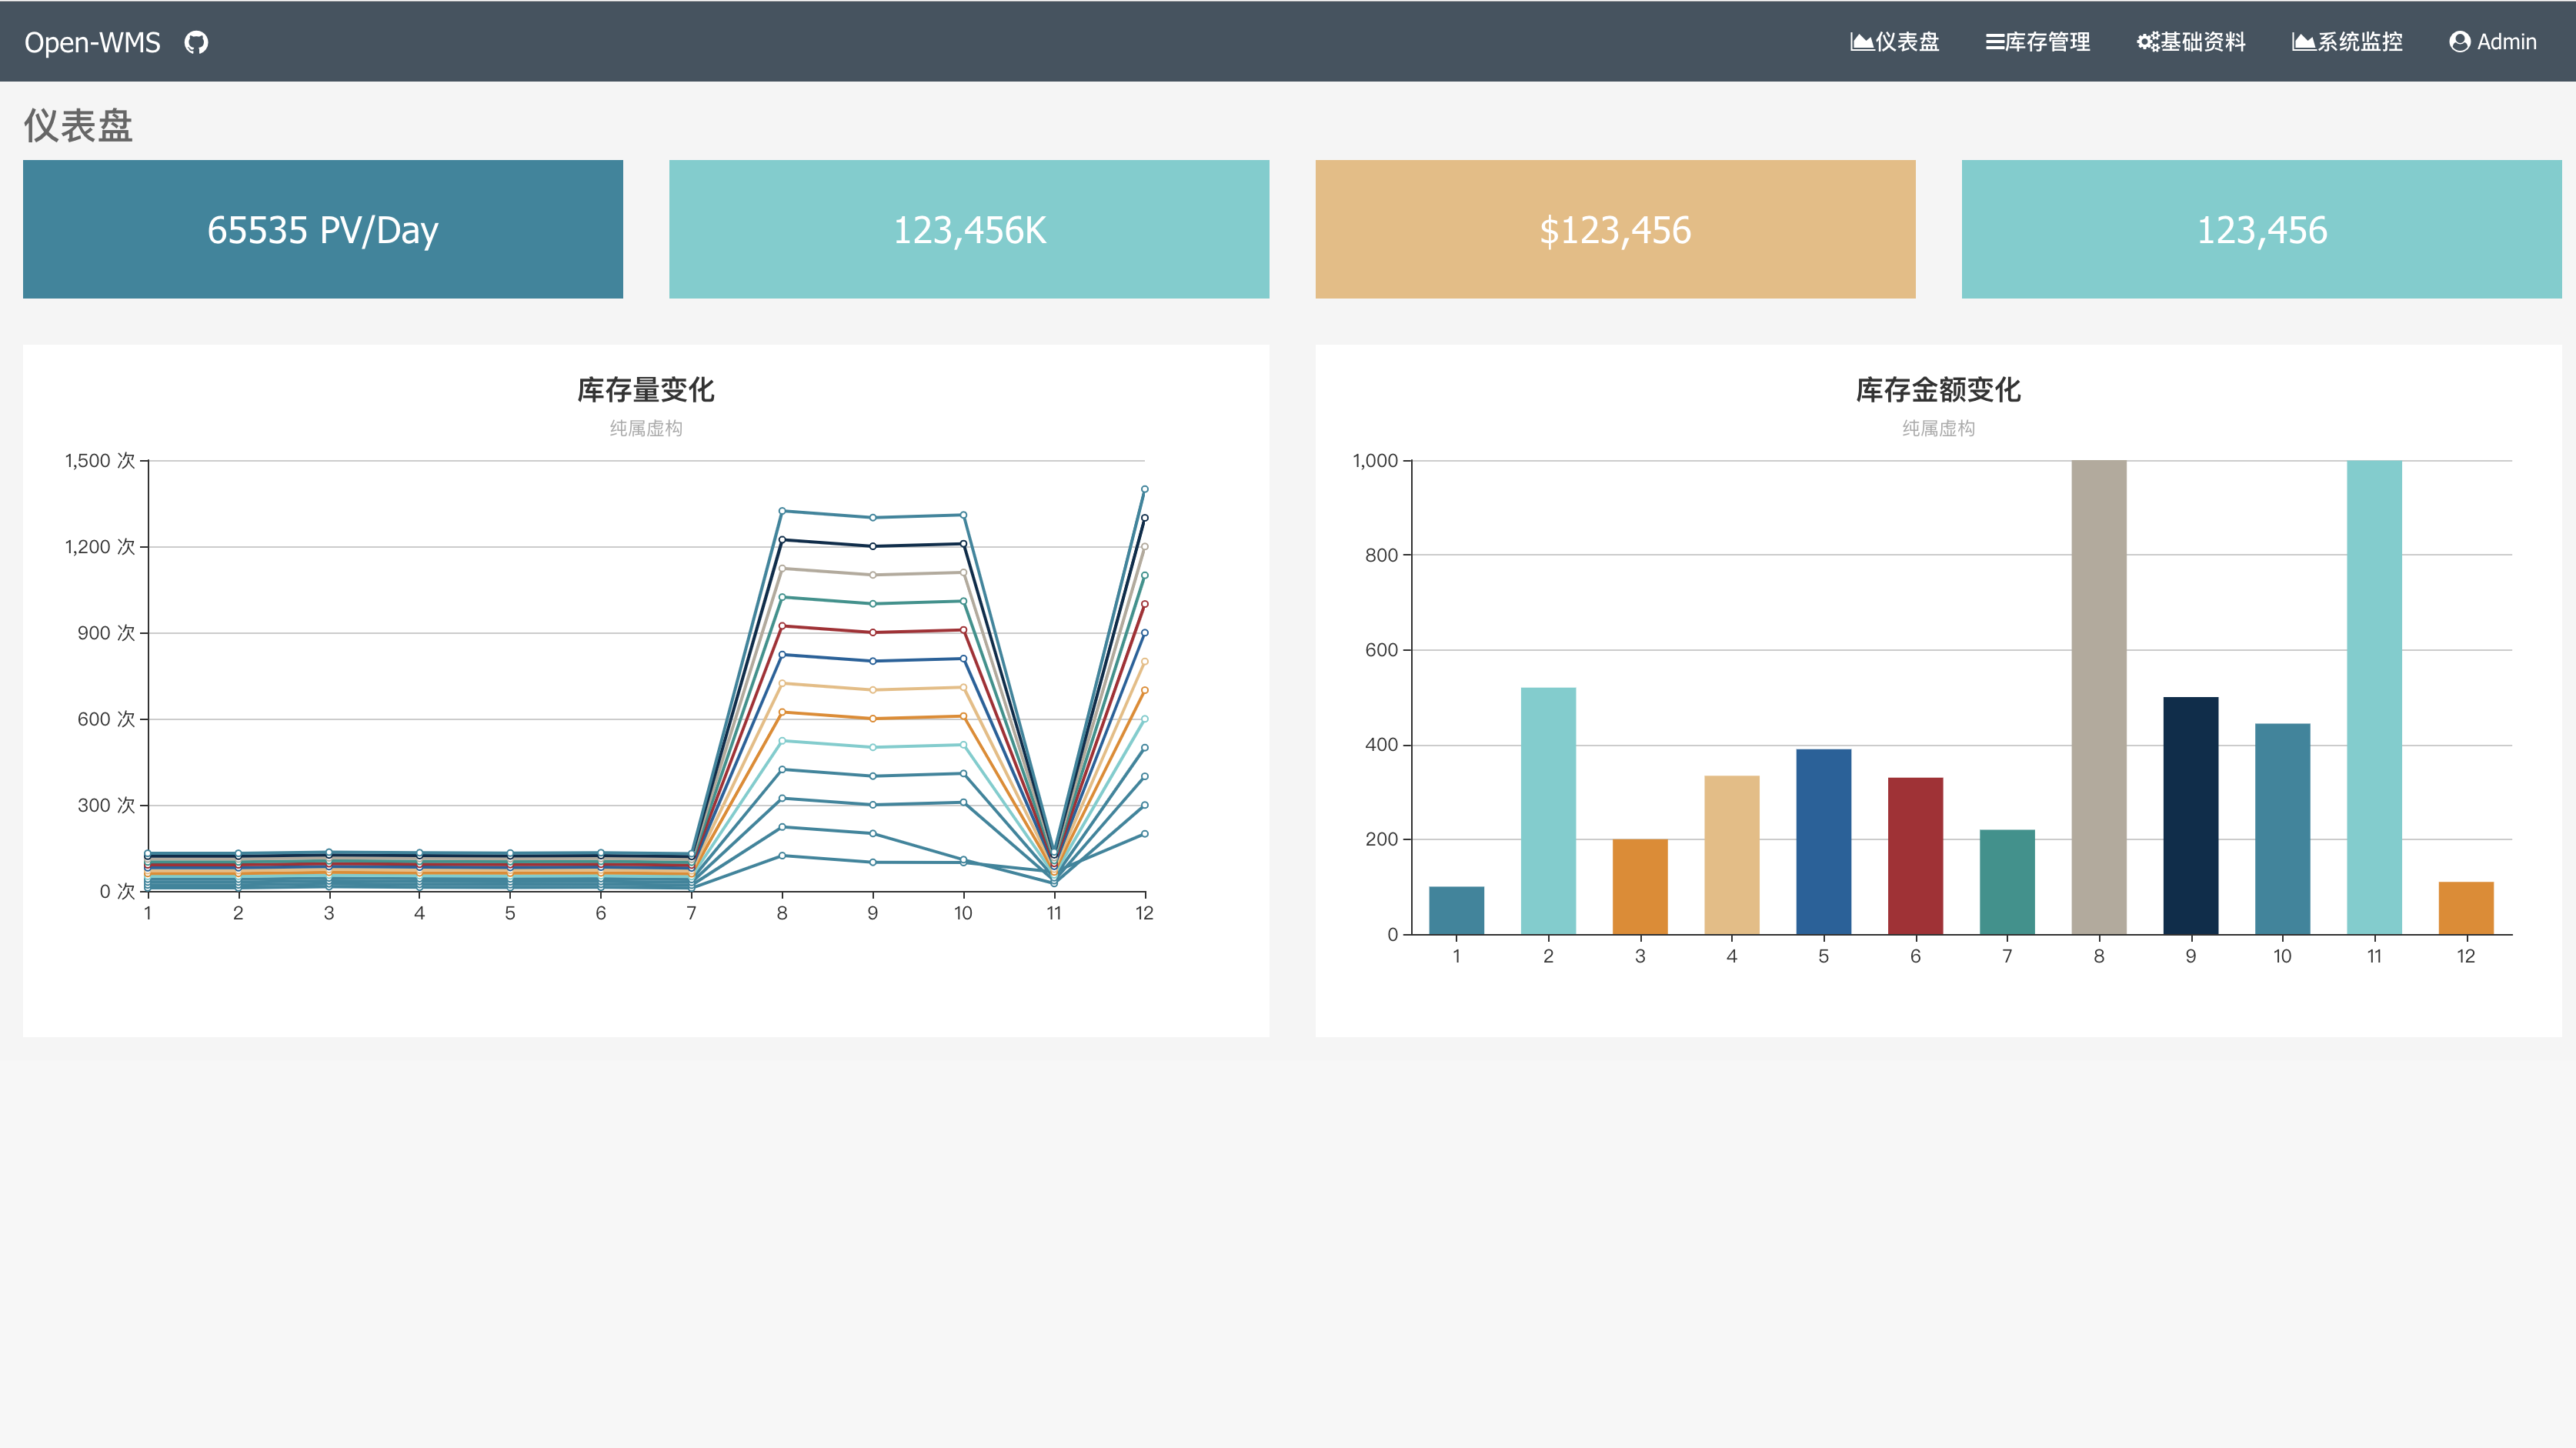 Open-WMS
仪表盘
库存管理
基础资料
系统监控
Admin
仪表盘
65535 PV/Day
123,456K
$123,456
123,456
库存量变化
纯属虚构
1,500 次
1,200 次
900 次
600 次
300 次
0 次
1 2 3 4 5 6 7 8 9 10 11 12
库存金额变化
纯属虚构
1,000
800
600
400
200
0
1 2 3 4 5 6 7 8 9 10 11 12